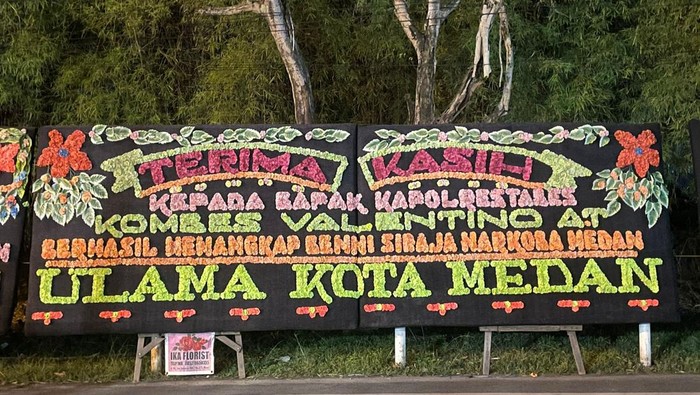 TERIMA KASIH
KEPADA BAPAK KAPOLRESTABES
KOMBES VALENTINO AT
BERHASIL MENANGKAP BENNI SIRAJA NARKOBA MEDAN
ULAMA KOTA MEDAN
IKA FLORIST